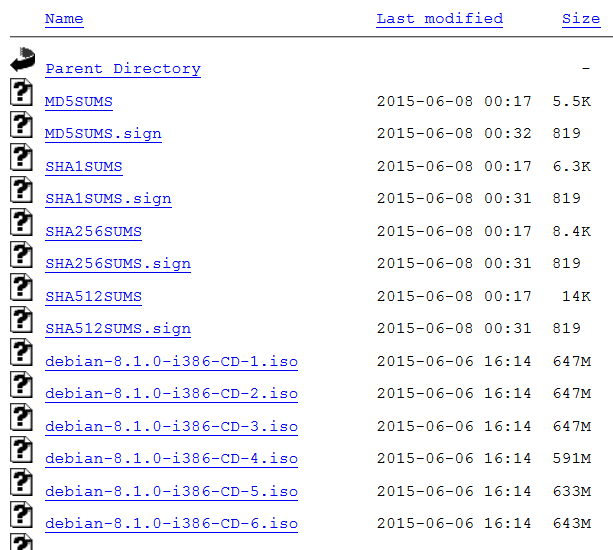 Name Last modified Size
Parent Directory -
MD5SUMS 2015-06-08 00:17 5.5K
MD5SUMS.sign 2015-06-08 00:32 819
SHA1SUMS 2015-06-08 00:17 6.3K
SHA1SUMS.sign 2015-06-08 00:31 819
SHA256SUMS 2015-06-08 00:17 8.4K
SHA256SUMS.sign 2015-06-08 00:31 819
SHA512SUMS 2015-06-08 00:17 14K
SHA512SUMS.sign 2015-06-08 00:31 819
debian-8.1.0-i386-CD-1.iso 2015-06-06 16:14 647M
debian-8.1.0-i386-CD-2.iso 2015-06-06 16:14 647M
debian-8.1.0-i386-CD-3.iso 2015-06-06 16:14 647M
debian-8.1.0-i386-CD-4.iso 2015-06-06 16:14 591M
debian-8.1.0-i386-CD-5.iso 2015-06-06 16:14 633M
debian-8.1.0-i386-CD-6.iso 2015-06-06 16:14 643M